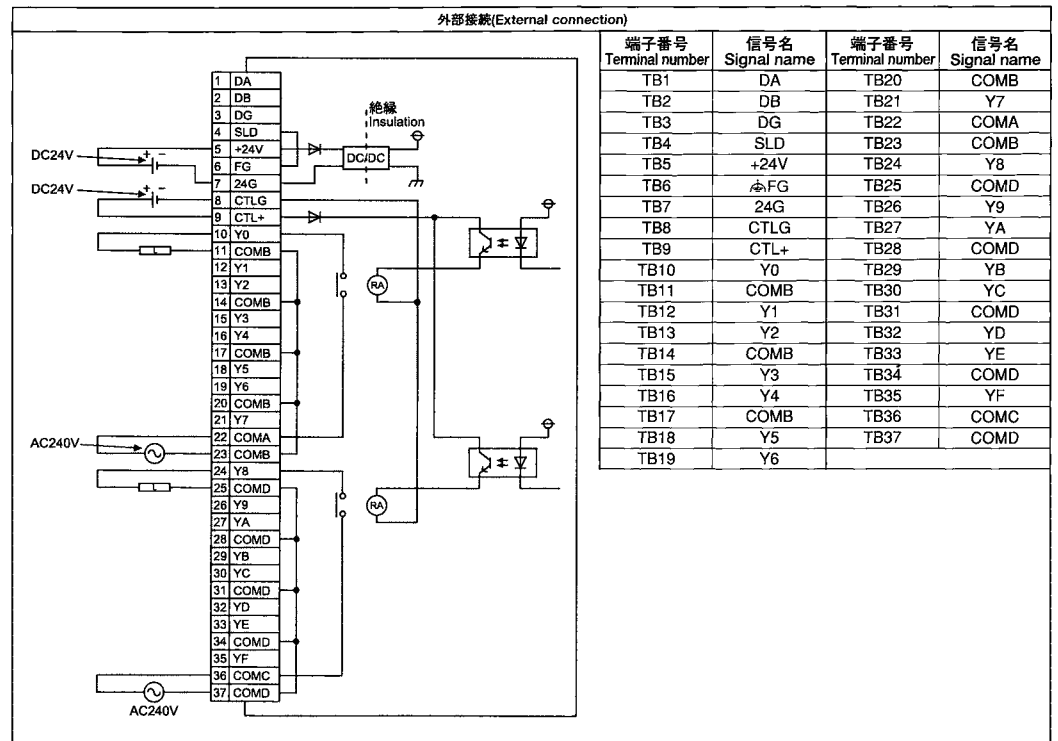 外部接続(External connection)
1 DA
2 DB
3 DG
4 SLD
5 +24V
6 FG
7 24G
8 CTLG
9 CTL+
10 Y0
11 COMB
12 Y1
13 Y2
14 COMB
15 Y3
16 Y4
17 COMB
18 Y5
19 Y6
20 COMB
21 Y7
22 COMA
23 COMB
24 Y8
25 COMD
26 Y9
27 YA
28 COMD
29 YB
30 YC
31 COMD
32 YD
33 YE
34 COMD
35 YF
36 COMC
37 COMD
DC24V
+ -
DC24V
+ -
L
AC240V
L
AC240V
絶縁
Insulation
DC/DC
RA
RA
端子番号 信号名 端子番号 信号名
Terminal number Signal name Terminal number Signal name
TB1 DA TB20 COMB
TB2 DB TB21 Y7
TB3 DG TB22 COMA
TB4 SLD TB23 COMB
TB5 +24V TB24 Y8
TB6 FG TB25 COMD
TB7 24G TB26 Y9
TB8 CTLG TB27 YA
TB9 CTL+ TB28 COMD
TB10 Y0 TB29 YB
TB11 COMB TB30 YC
TB12 Y1 TB31 COMD
TB13 Y2 TB32 YD
TB14 COMB TB33 YE
TB15 Y3 TB34 COMD
TB16 Y4 TB35 YF
TB17 COMB TB36 COMC
TB18 Y5 TB37 COMD
TB19 Y6